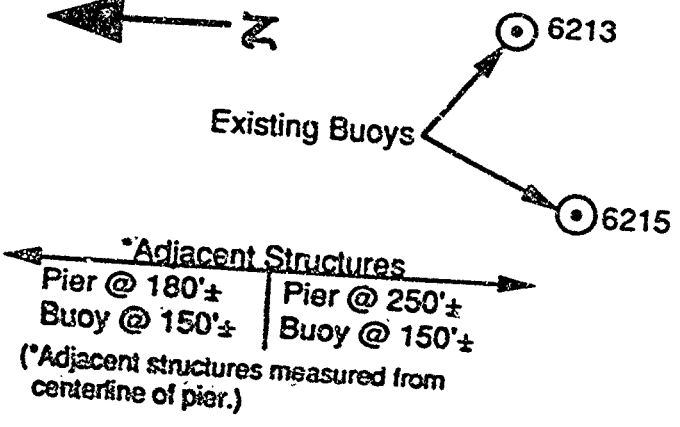 N
6213
Existing Buoys
6215
*Adjacent Structures
Pier @ 180'± Pier @ 250'±
Buoy @ 150'± Buoy @ 150'±
(*Adjacent structures measured from
centerline of pier.)